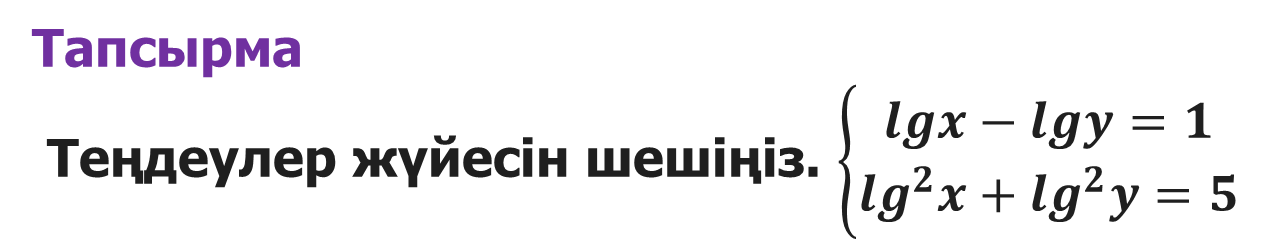 Тапсырма
Теңдеулер жүйесін шешіңіз. { lgx − lgy = 1
lg²x + lg²y = 5